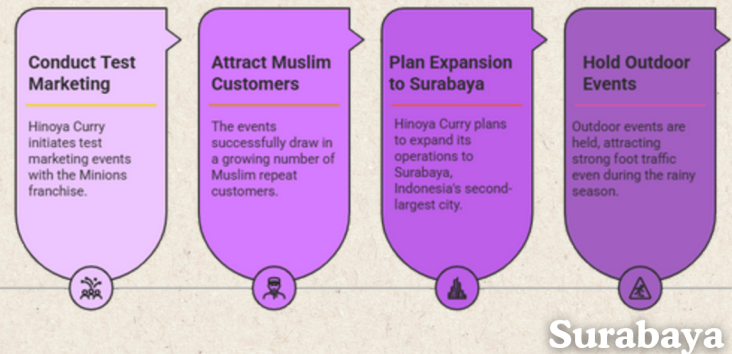 Conduct Test
Marketing
Hinoya Curry
initiates test
marketing events
with the Minions
franchise.
Attract Muslim
Customers
The events
successfully draw in
a growing number of
Muslim repeat
customers.
Plan Expansion
to Surabaya
Hinoya Curry plans
to expand its
operations to
Surabaya,
Indonesia's second-
largest city.
Hold Outdoor
Events
Outdoor events are
held, attracting
strong foot traffic
even during the rainy
season.
Surabaya